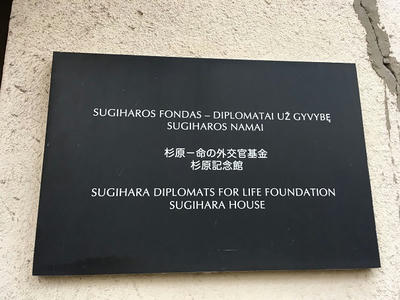 SUGIHAROS FONDAS – DIPLOMATAI UŽ GYVYBĘ
SUGIHAROS NAMAI
杉原－命の外交官基金
杉原記念館
SUGIHARA DIPLOMATS FOR LIFE FOUNDATION
SUGIHARA HOUSE